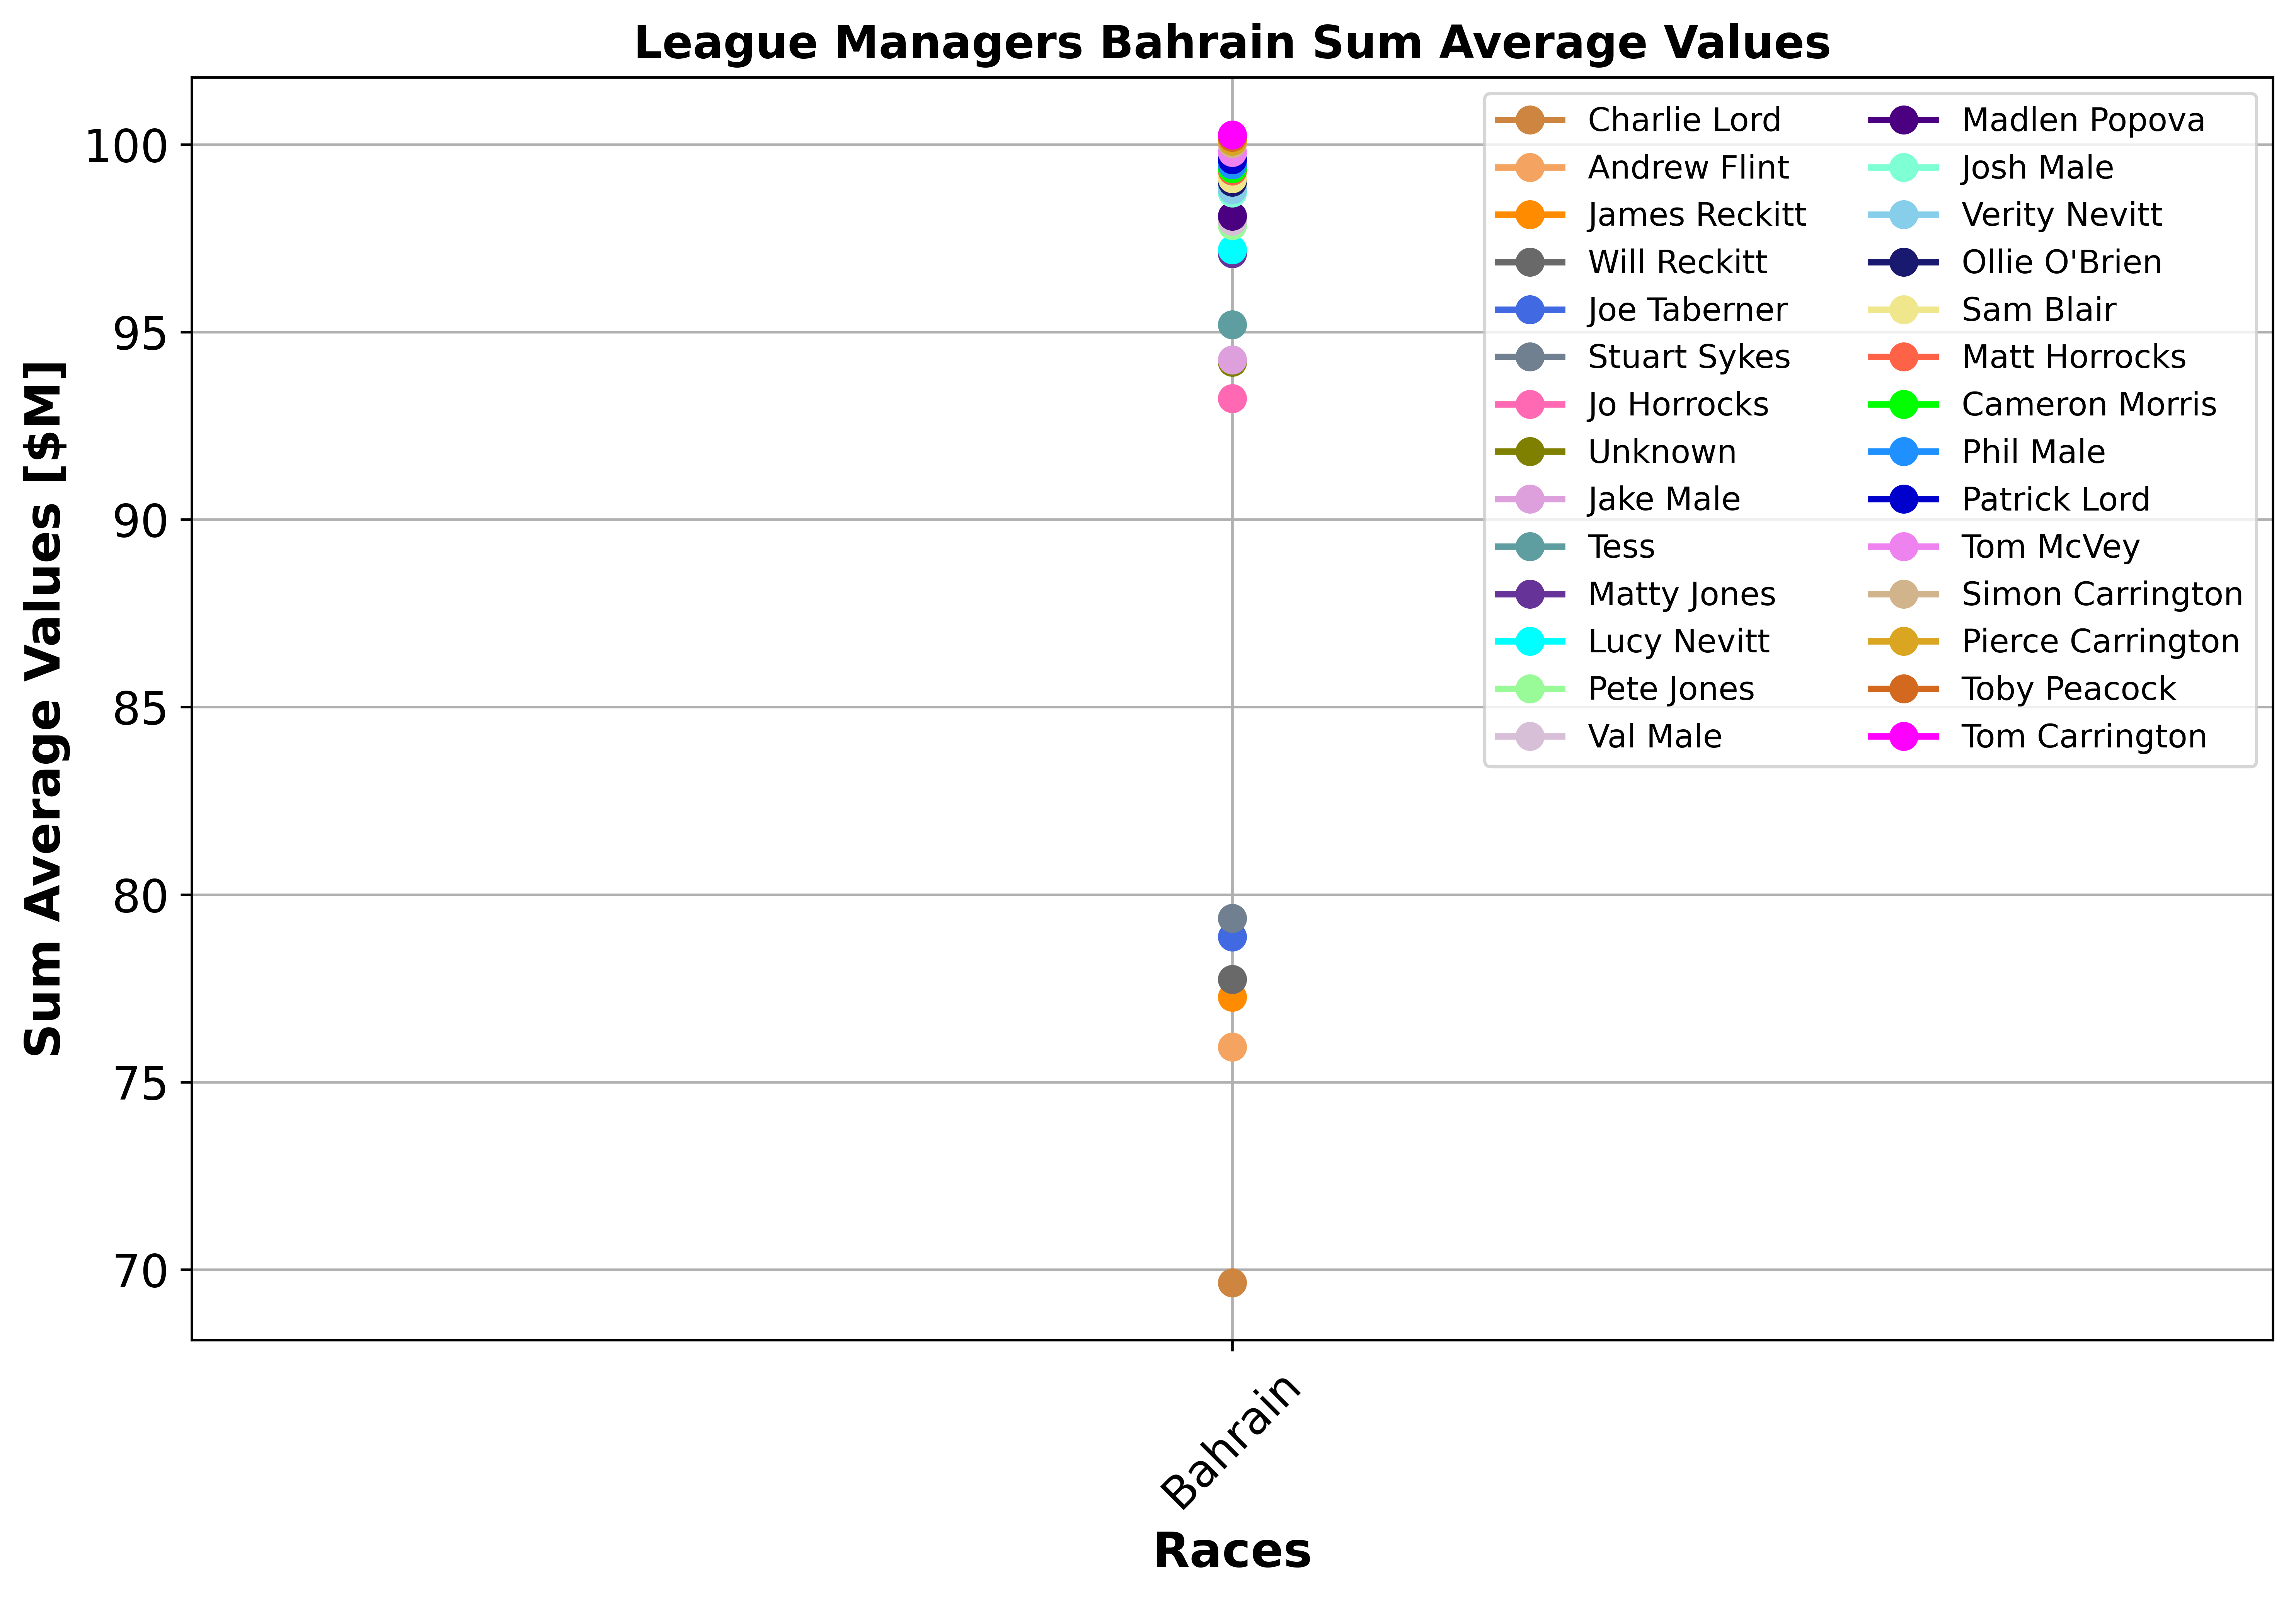 League Managers Bahrain Sum Average Values
Sum Average Values [$M]
100
95
90
85
80
75
70
Charlie Lord
Andrew Flint
James Reckitt
Will Reckitt
Joe Taberner
Stuart Sykes
Jo Horrocks
Unknown
Jake Male
Tess
Matty Jones
Lucy Nevitt
Pete Jones
Val Male
Madlen Popova
Josh Male
Verity Nevitt
Ollie O'Brien
Sam Blair
Matt Horrocks
Cameron Morris
Phil Male
Patrick Lord
Tom McVey
Simon Carrington
Pierce Carrington
Toby Peacock
Tom Carrington
Bahrain
Races